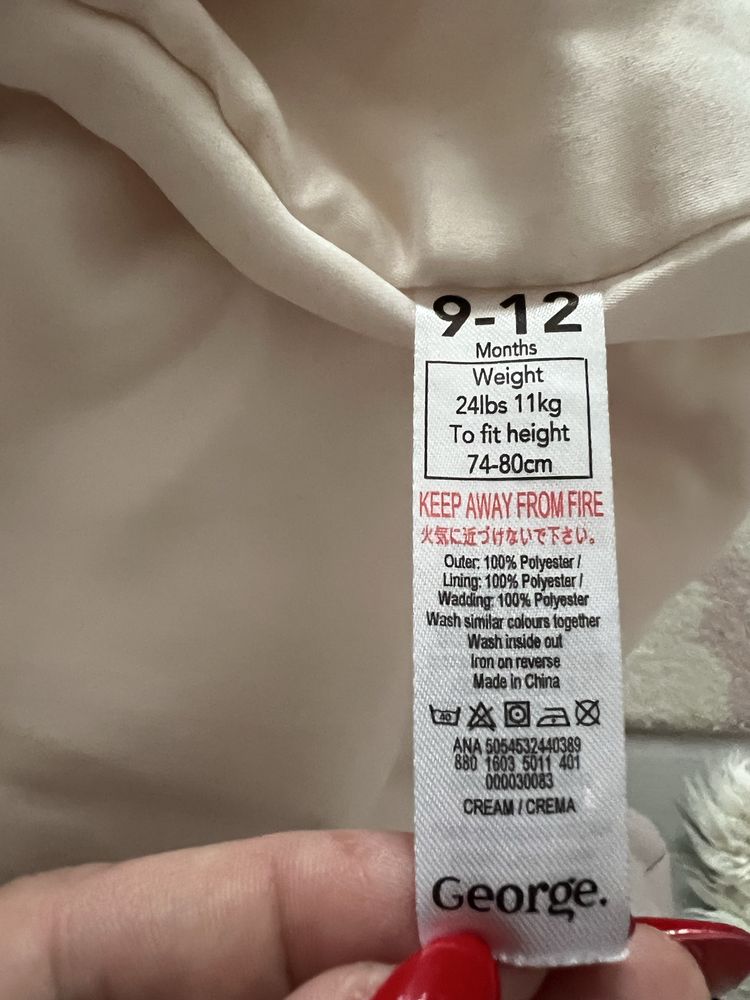 9-12
Months
Weight
24lbs 11kg
To fit height
74-80cm
KEEP AWAY FROM FIRE
火気に近づけないで下さい。
Outer: 100% Polyester /
Lining: 100% Polyester /
Wadding: 100% Polyester
Wash similar colours together
Wash inside out
Iron on reverse
Made in China
40
ANA 5054532440389
880 1603 5011 401
000030083
CREAM / CREMA
George.